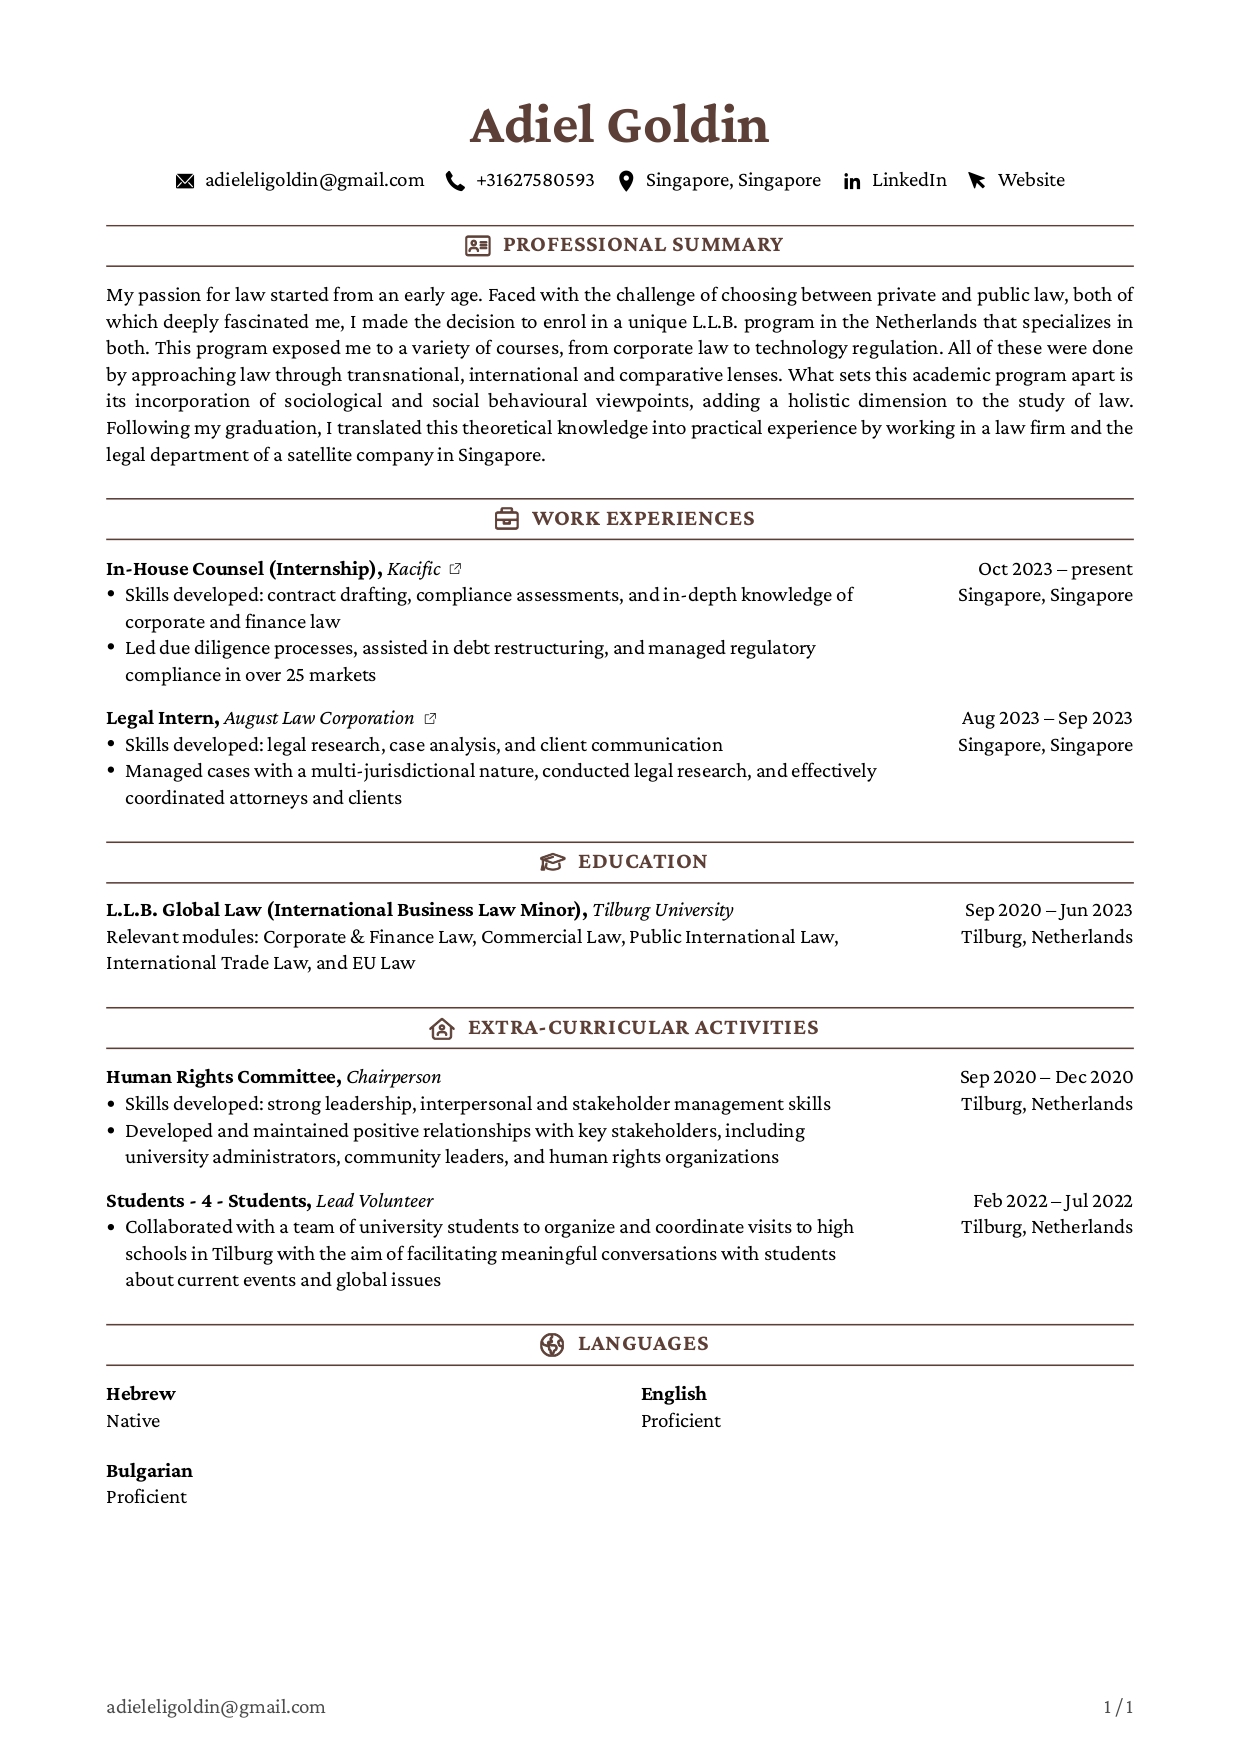 Adiel Goldin
adieleligoldin@gmail.com +31627580593 Singapore, Singapore LinkedIn Website
PROFESSIONAL SUMMARY
My passion for law started from an early age. Faced with the challenge of choosing between private and public law, both of
which deeply fascinated me, I made the decision to enrol in a unique L.L.B. program in the Netherlands that specializes in
both. This program exposed me to a variety of courses, from corporate law to technology regulation. All of these were done
by approaching law through transnational, international and comparative lenses. What sets this academic program apart is
its incorporation of sociological and social behavioural viewpoints, adding a holistic dimension to the study of law.
Following my graduation, I translated this theoretical knowledge into practical experience by working in a law firm and the
legal department of a satellite company in Singapore.
WORK EXPERIENCES
In-House Counsel (Internship), Kacific Oct 2023 – present
• Skills developed: contract drafting, compliance assessments, and in-depth knowledge of Singapore, Singapore
corporate and finance law
• Led due diligence processes, assisted in debt restructuring, and managed regulatory
compliance in over 25 markets
Legal Intern, August Law Corporation Aug 2023 – Sep 2023
• Skills developed: legal research, case analysis, and client communication Singapore, Singapore
• Managed cases with a multi-jurisdictional nature, conducted legal research, and effectively
coordinated attorneys and clients
EDUCATION
L.L.B. Global Law (International Business Law Minor), Tilburg University Sep 2020 – Jun 2023
Relevant modules: Corporate & Finance Law, Commercial Law, Public International Law, Tilburg, Netherlands
International Trade Law, and EU Law
EXTRA-CURRICULAR ACTIVITIES
Human Rights Committee, Chairperson Sep 2020 – Dec 2020
• Skills developed: strong leadership, interpersonal and stakeholder management skills Tilburg, Netherlands
• Developed and maintained positive relationships with key stakeholders, including
university administrators, community leaders, and human rights organizations
Students - 4 - Students, Lead Volunteer Feb 2022 – Jul 2022
• Collaborated with a team of university students to organize and coordinate visits to high Tilburg, Netherlands
schools in Tilburg with the aim of facilitating meaningful conversations with students
about current events and global issues
LANGUAGES
Hebrew English
Native Proficient
Bulgarian
Proficient
adieleligoldin@gmail.com 1 / 1